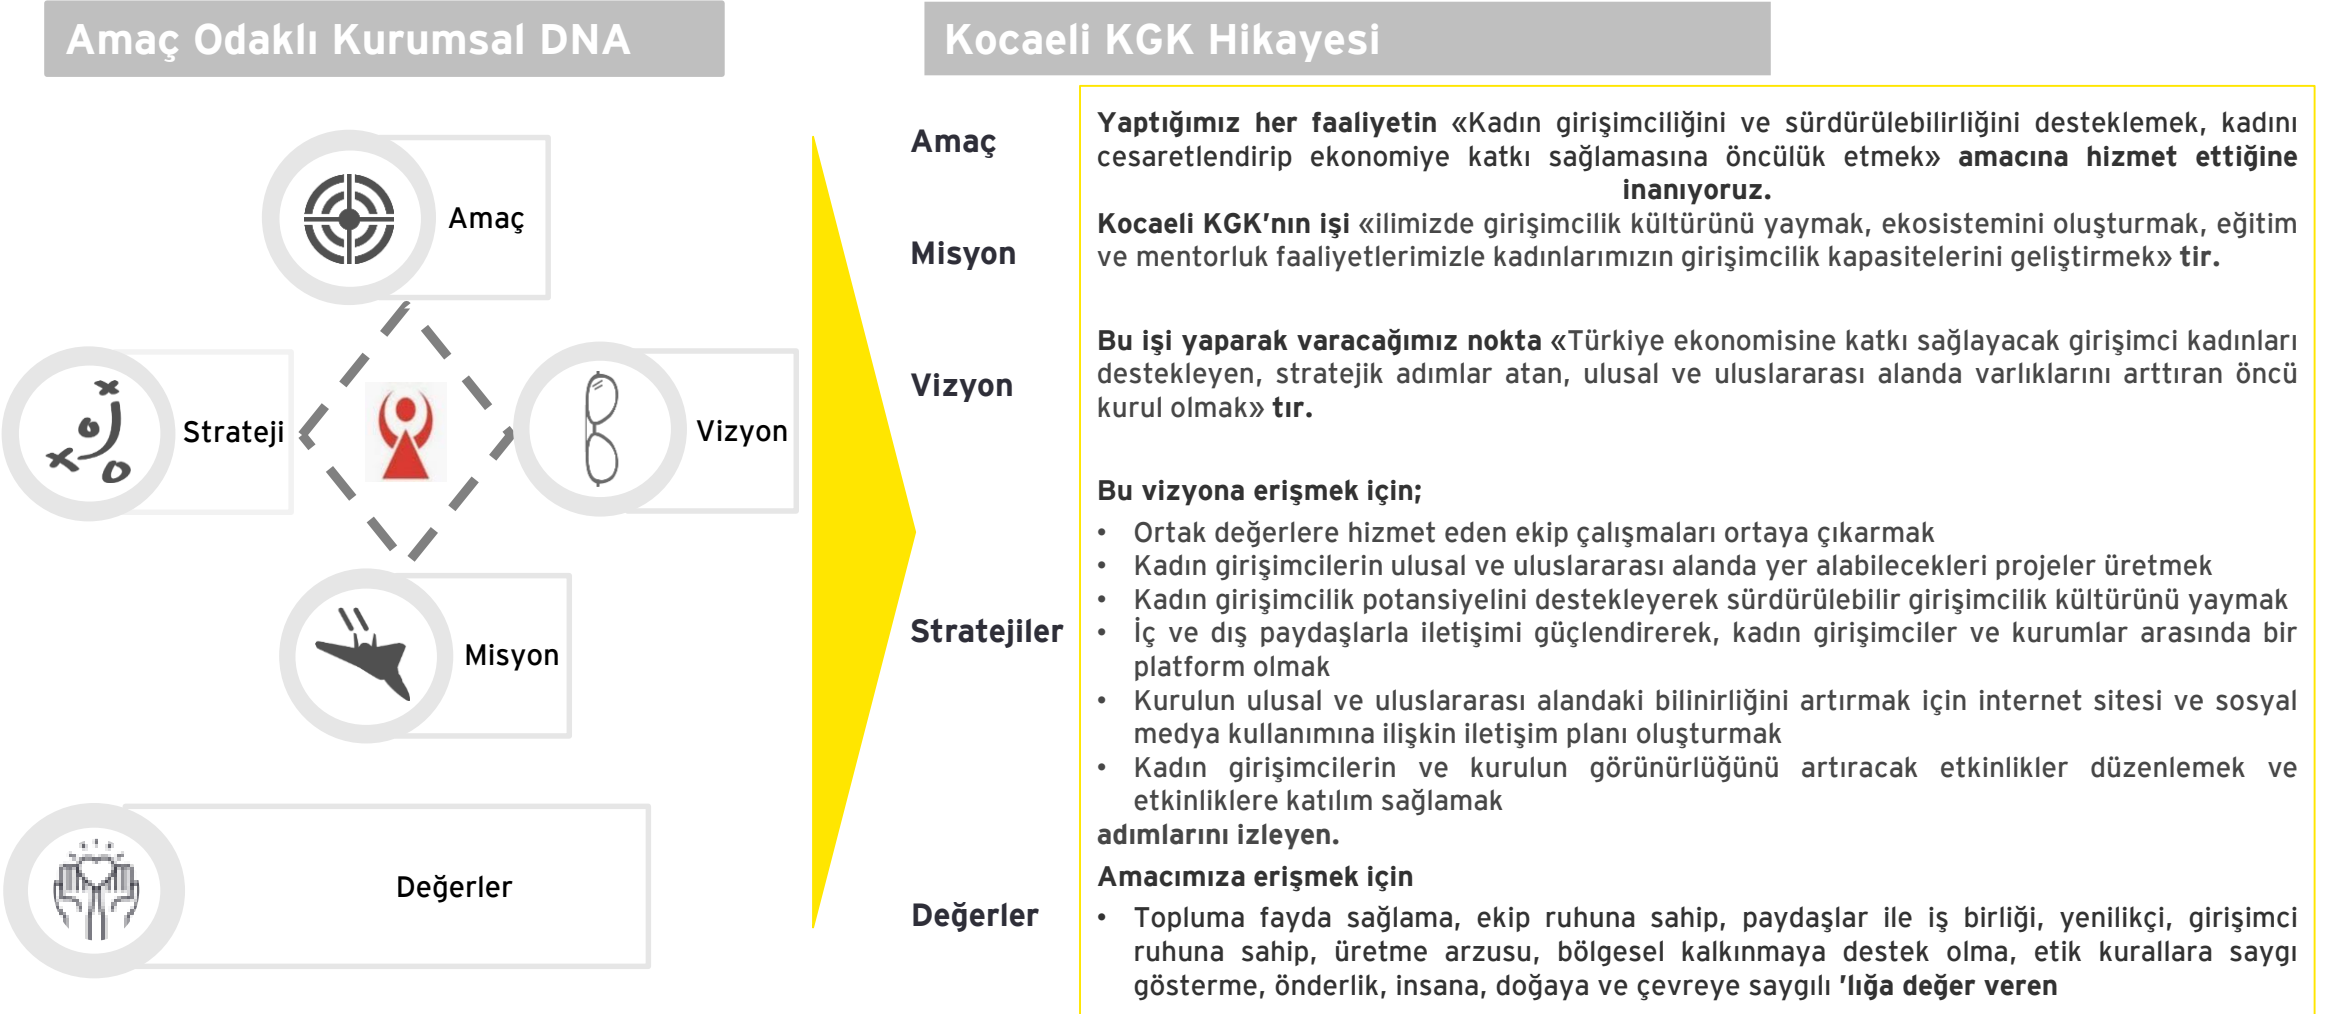 Amaç Odaklı Kurumsal DNA
Amaç
Strateji
Vizyon
Misyon
Değerler
Kocaeli KGK Hikayesi
Amaç
Yaptığımız her faaliyetin «Kadın girişimciliğini ve sürdürülebilirliğini desteklemek, kadını
cesaretlendirip ekonomiye katkı sağlamasına öncülük etmek» amacına hizmet ettiğine
inanıyoruz.
Misyon
Kocaeli KGK’nın işi «ilimizde girişimcilik kültürünü yaymak, ekosistemini oluşturmak, eğitim
ve mentorluk faaliyetlerimizle kadınlarımızın girişimcilik kapasitelerini geliştirmek» tir.
Vizyon
Bu işi yaparak varacağımız nokta «Türkiye ekonomisine katkı sağlayacak girişimci kadınları
destekleyen, stratejik adımlar atan, ulusal ve uluslararası alanda varlıklarını arttıran öncü
kurul olmak» tır.
Stratejiler
Bu vizyona erişmek için;
• Ortak değerlere hizmet eden ekip çalışmaları ortaya çıkarmak
• Kadın girişimcilerin ulusal ve uluslararası alanda yer alabilecekleri projeler üretmek
• Kadın girişimcilik potansiyelini destekleyerek sürdürülebilir girişimcilik kültürünü yaymak
• İç ve dış paydaşlarla iletişimi güçlendirerek, kadın girişimciler ve kurumlar arasında bir
platform olmak
• Kurulun ulusal ve uluslararası alandaki bilinirliğini artırmak için internet sitesi ve sosyal
medya kullanımına ilişkin iletişim planı oluşturmak
• Kadın girişimcilerin ve kurulun görünürlüğünü artıracak etkinlikler düzenlemek ve
etkinliklere katılım sağlamak
adımlarını izleyen.
Değerler
Amacımıza erişmek için
• Topluma fayda sağlama, ekip ruhuna sahip, paydaşlar ile iş birliği, yenilikçi, girişimci
ruhuna sahip, üretme arzusu, bölgesel kalkınmaya destek olma, etik kurallara saygı
gösterme, önderlik, insana, doğaya ve çevreye saygılı ’lığa değer veren